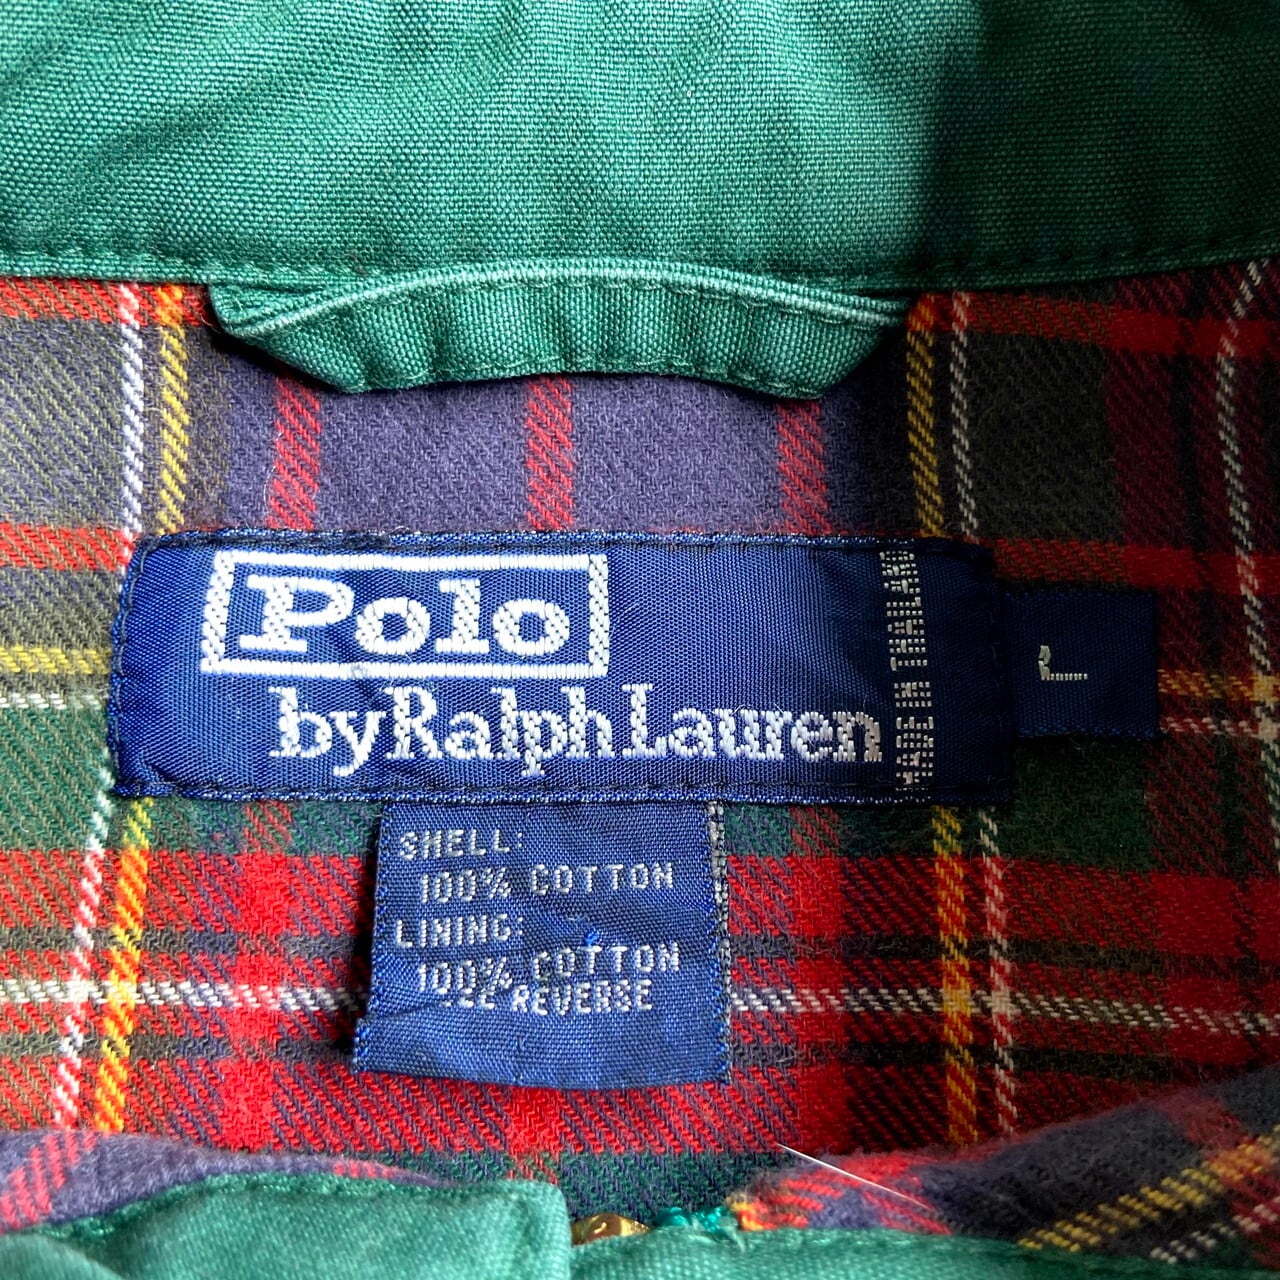 Polo
by Ralph Lauren
MADE IN THAILAND
L
SHELL:
100% COTTON
LINING:
100% COTTON
REVERSE